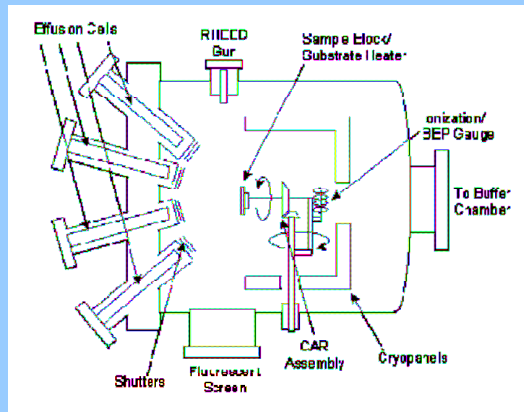 Effusion Cells
RHEED
Gun
Sample Block/
Substrate Heater
Ionization/
BEP Gauge
To Buffer
Chamber
CAR
Assembly
Cryopanels
Shutters
Fluorescent
Screen